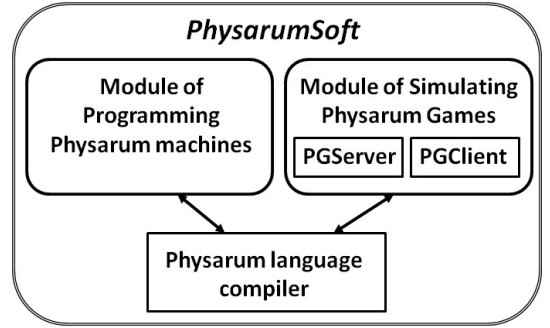 PhysarumSoft
Module of
Programming
Physarum machines
Module of Simulating
Physarum Games
PGServer
PGClient
Physarum language
compiler